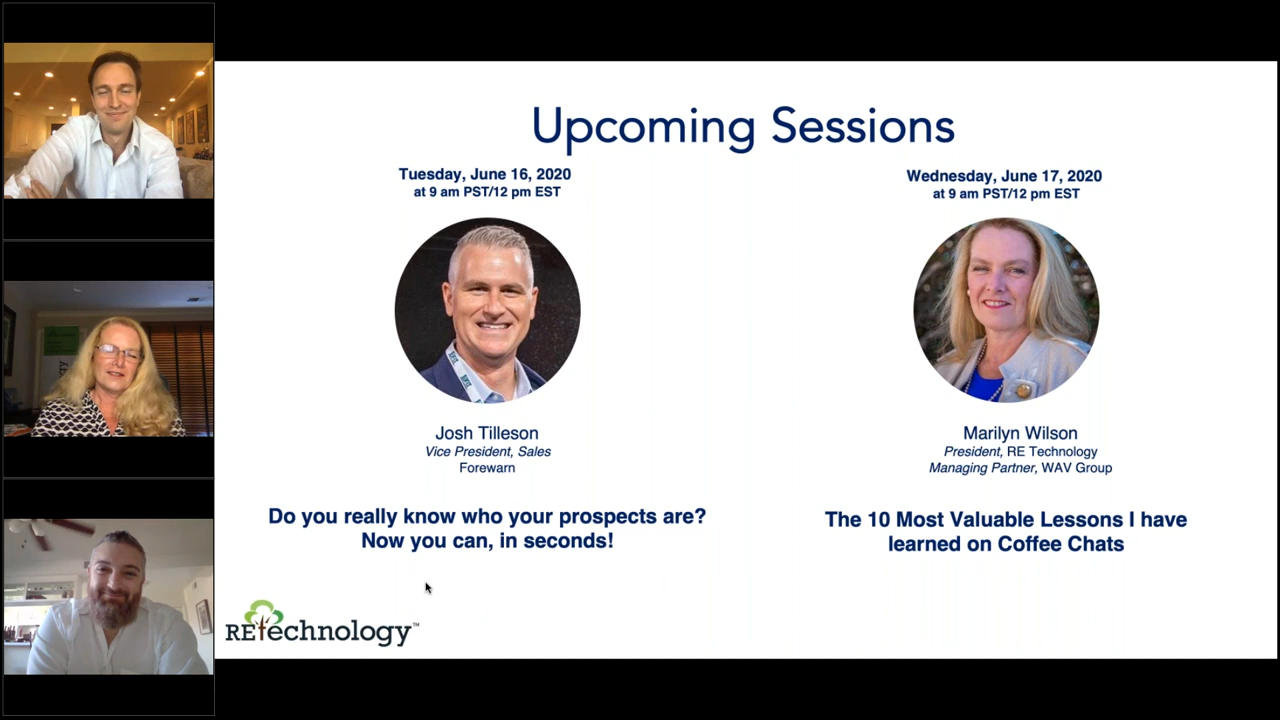 Upcoming Sessions
Tuesday, June 16, 2020
at 9 am PST/12 pm EST
Josh Tilleson
Vice President, Sales
Forewarn
Do you really know who your prospects are?
Now you can, in seconds!
Wednesday, June 17, 2020
at 9 am PST/12 pm EST
Marilyn Wilson
President, RE Technology
Managing Partner, WAV Group
The 10 Most Valuable Lessons I have
learned on Coffee Chats
RETechnology™